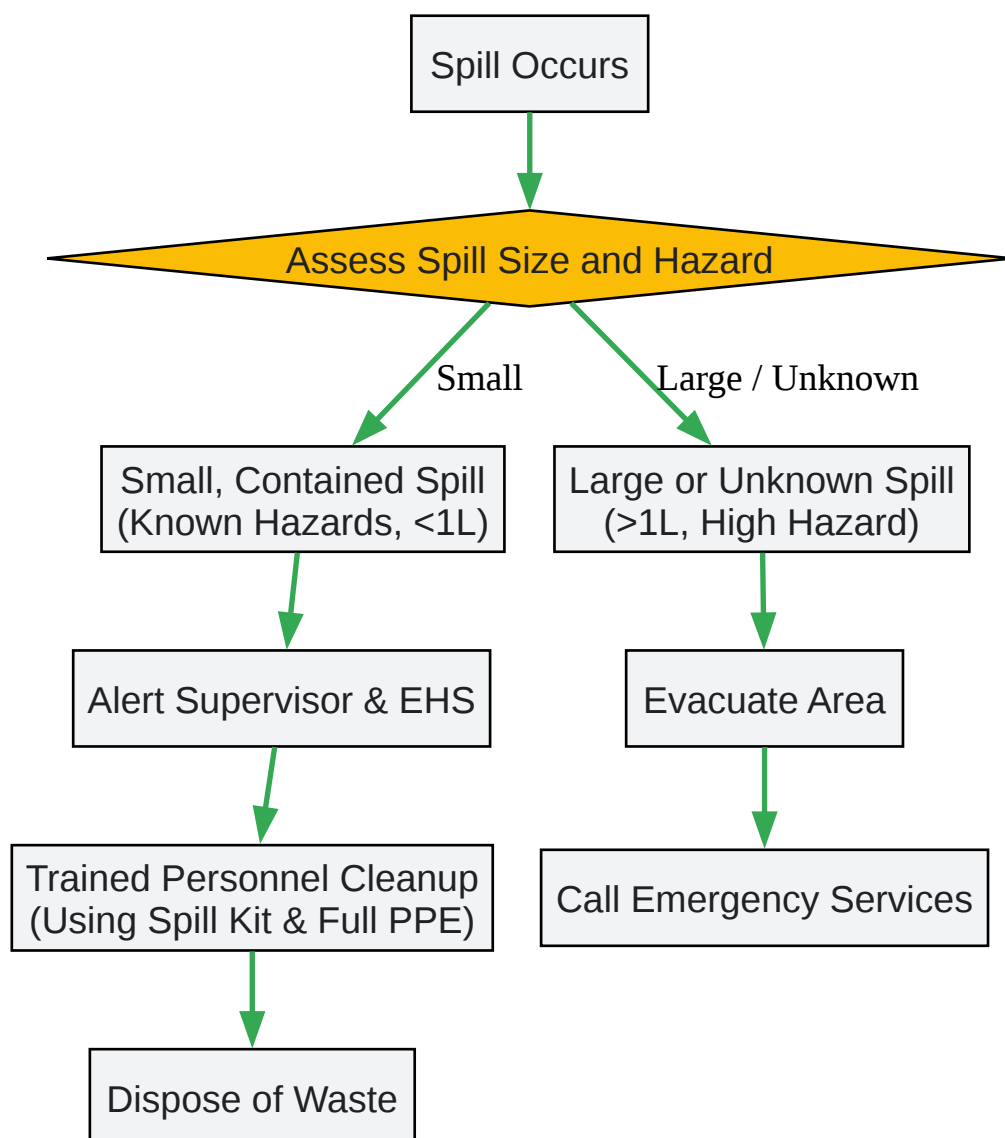 Spill Occurs
Assess Spill Size and Hazard
Small
Large / Unknown
Small, Contained Spill
(Known Hazards, <1L)
Large or Unknown Spill
(>1L, High Hazard)
Alert Supervisor & EHS
Evacuate Area
Trained Personnel Cleanup
(Using Spill Kit & Full PPE)
Call Emergency Services
Dispose of Waste